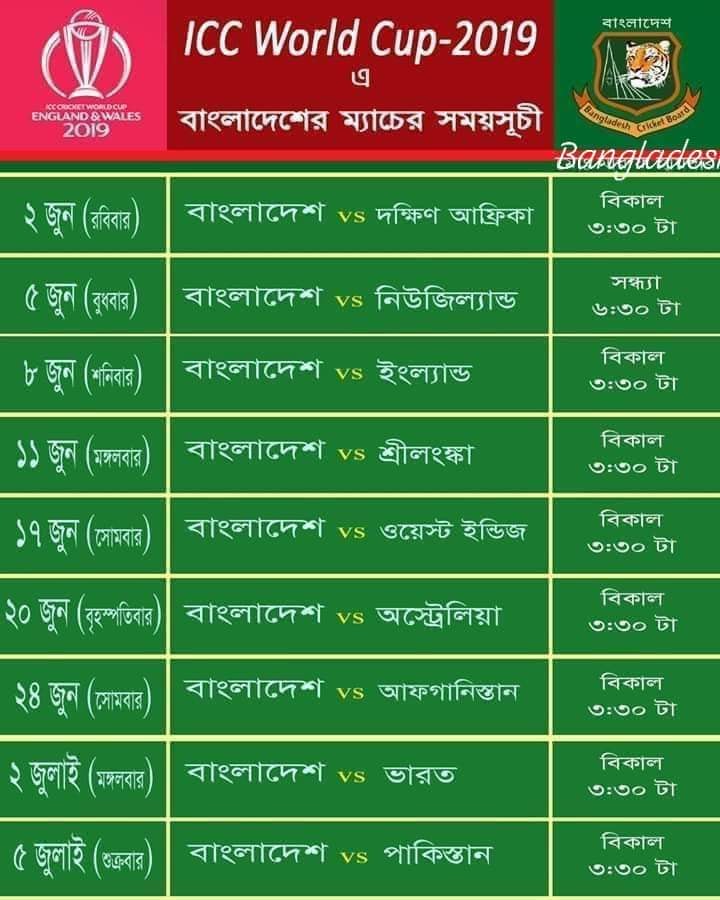 ICC CRICKET WORLD CUP
ENGLAND & WALES
2019
ICC World Cup-2019
এ
বাংলাদেশের ম্যাচের সময়সূচী
বাংলাদেশ
Bangladesh Cricket Board
Banglades
২ জুন (রবিবার) বাংলাদেশ vs দক্ষিণ আফ্রিকা বিকাল
৩:৩০ টা
৫ জুন (বুধবার) বাংলাদেশ vs নিউজিল্যান্ড সন্ধ্যা
৬:৩০ টা
৮ জুন (শনিবার) বাংলাদেশ vs ইংল্যান্ড বিকাল
৩:৩০ টা
১১ জুন (মঙ্গলবার) বাংলাদেশ vs শ্রীলংঙ্কা বিকাল
৩:৩০ টা
১৭ জুন (সোমবার) বাংলাদেশ vs ওয়েস্ট ইন্ডিজ বিকাল
৩:৩০ টা
২০ জুন (বৃহস্পতিবার) বাংলাদেশ vs অস্ট্রেলিয়া বিকাল
৩:৩০ টা
২৪ জুন (সোমবার) বাংলাদেশ vs আফগানিস্তান বিকাল
৩:৩০ টা
২ জুলাই (মঙ্গলবার) বাংলাদেশ vs ভারত বিকাল
৩:৩০ টা
৫ জুলাই (শুক্রবার) বাংলাদেশ vs পাকিস্তান বিকাল
৩:৩০ টা